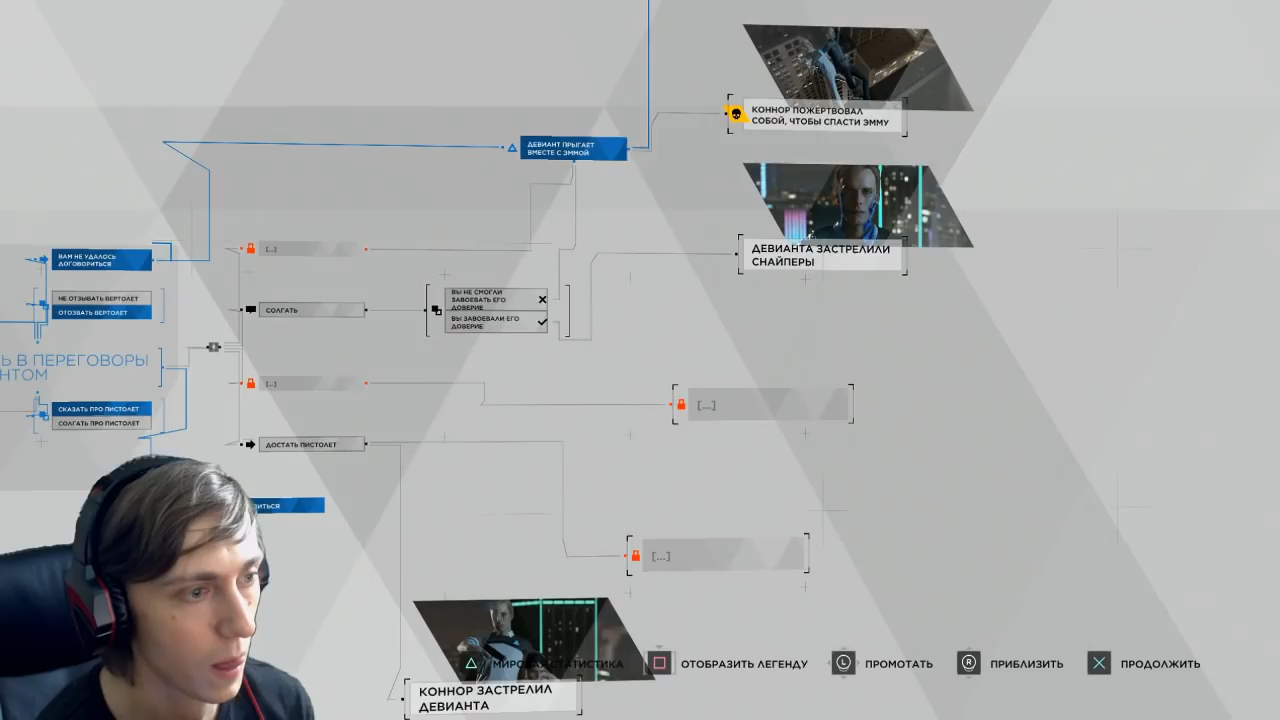 КОННОР ПОЖЕРТВОВАЛ
СОБОЙ, ЧТОБЫ СПАСТИ ЭММУ
ДЕВИАНТ ПРЫГАЕТ
ВМЕСТЕ С ЭММОЙ
ДЕВИАНТА ЗАСТРЕЛИЛИ
СНАЙПЕРЫ
ВАМ НЕ УДАЛОСЬ
ДОГОВОРИТЬСЯ
[...]
НЕ ОТЗЫВАТЬ ВЕРТОЛЕТ
ОТОЗВАТЬ ВЕРТОЛЕТ
СОЛГАТЬ
ВЫ НЕ СМОГЛИ
ЗАВОЕВАТЬ ЕГО
ДОВЕРИЕ
ВЫ ЗАВОЕВАЛИ ЕГО
ДОВЕРИЕ
Ь В ПЕРЕГОВОРЫ
НТОМ
[...]
[...]
СКАЗАТЬ ПРО ПИСТОЛЕТ
СОЛГАТЬ ПРО ПИСТОЛЕТ
ДОСТАТЬ ПИСТОЛЕТ
ИТЬСЯ
[...]
МИРОВАЯ СТАТИСТИКА
ОТОБРАЗИТЬ ЛЕГЕНДУ
L ПРОМОТАТЬ
R ПРИБЛИЗИТЬ
ПРОДОЛЖИТЬ
КОННОР ЗАСТРЕЛИЛ
ДЕВИАНТА